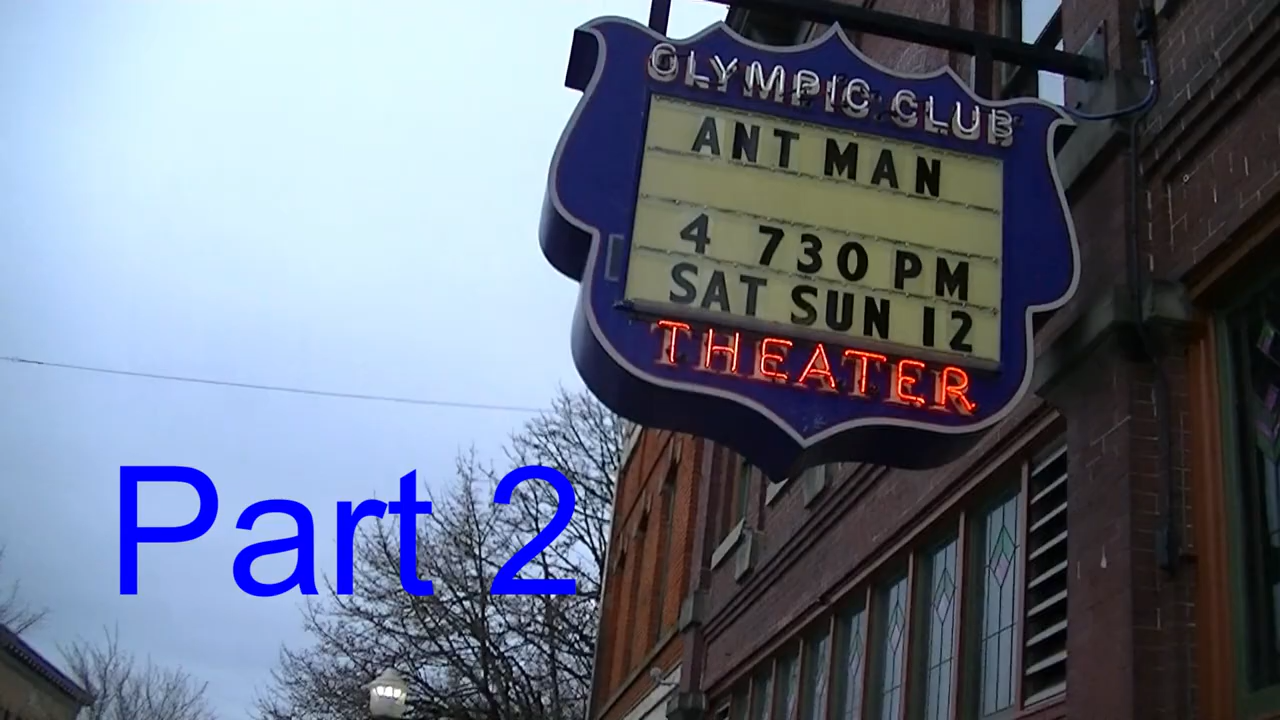 OLYMPIC CLUB
ANT MAN
4 730 PM
SAT SUN 12
THEATER
Part 2